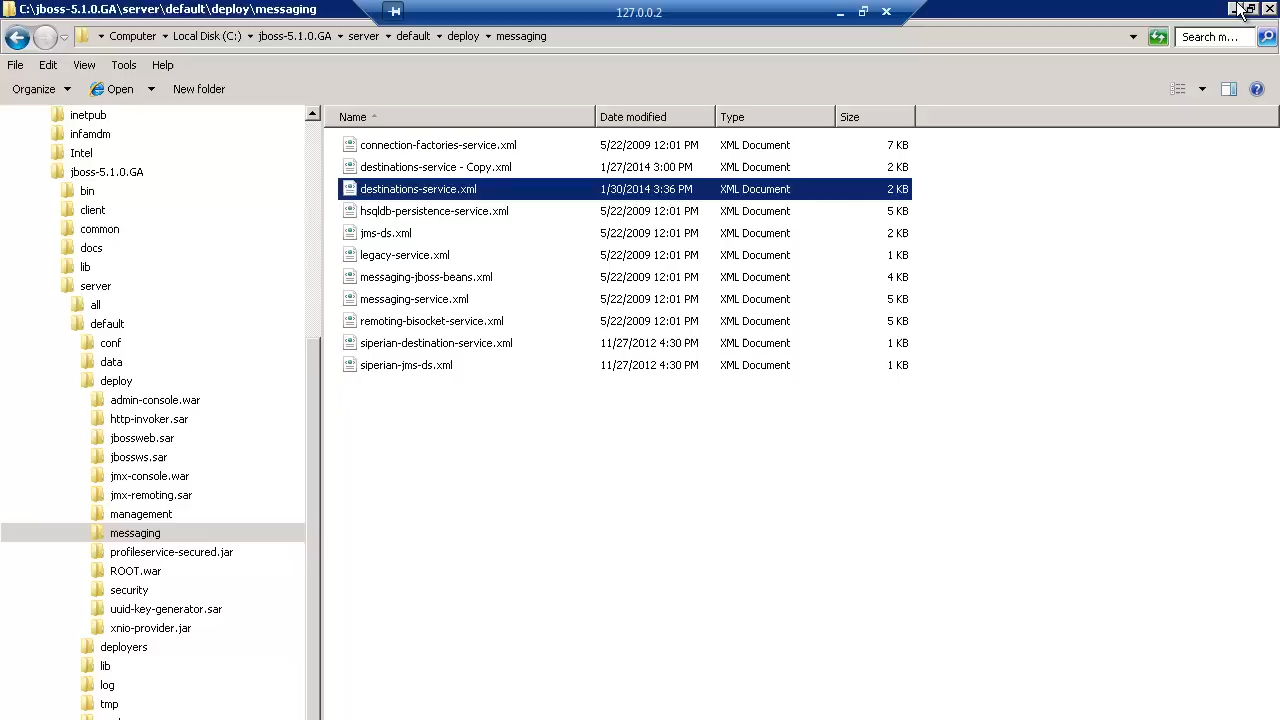 C:\jboss-5.1.0.GA\server\default\deploy\messaging
127.0.0.2
Computer Local Disk (C:) jboss-5.1.0.GA server default deploy messaging
Search m...
File Edit View Tools Help
Organize Open New folder
Name Date modified Type Size
inetpub
infamdm
Intel
jboss-5.1.0.GA
bin
client
common
docs
lib
server
all
default
conf
data
deploy
admin-console.war
http-invoker.sar
jbossweb.sar
jbossws.sar
jmx-console.war
jmx-remoting.sar
management
messaging
profileservice-secured.jar
ROOT.war
security
uuid-key-generator.sar
xnio-provider.jar
deployers
lib
log
tmp
connection-factories-service.xml 5/22/2009 12:01 PM XML Document 7 KB
destinations-service - Copy.xml 1/27/2014 3:00 PM XML Document 2 KB
destinations-service.xml 1/30/2014 3:36 PM XML Document 2 KB
hsqldb-persistence-service.xml 5/22/2009 12:01 PM XML Document 5 KB
jms-ds.xml 5/22/2009 12:01 PM XML Document 2 KB
legacy-service.xml 5/22/2009 12:01 PM XML Document 1 KB
messaging-jboss-beans.xml 5/22/2009 12:01 PM XML Document 4 KB
messaging-service.xml 5/22/2009 12:01 PM XML Document 5 KB
remoting-bisocket-service.xml 5/22/2009 12:01 PM XML Document 5 KB
siperian-destination-service.xml 11/27/2012 4:30 PM XML Document 1 KB
siperian-jms-ds.xml 11/27/2012 4:30 PM XML Document 1 KB